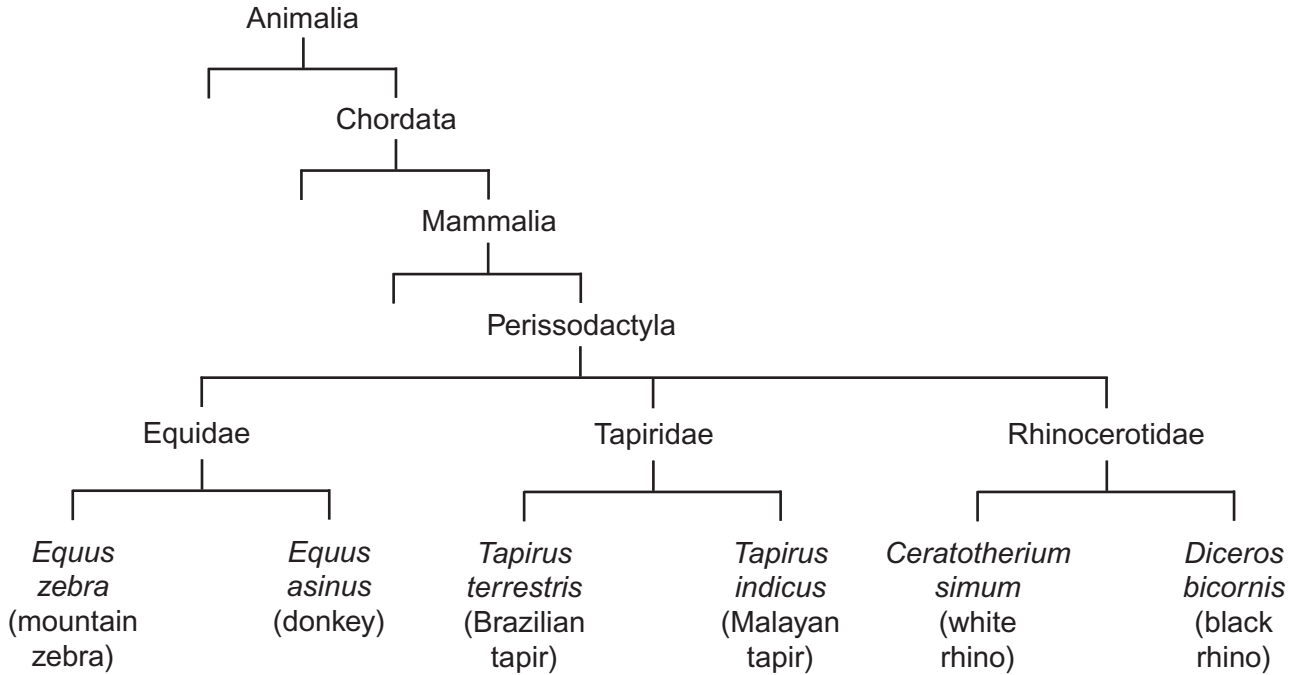 Animalia
Chordata
Mammalia
Perissodactyla
Equidae
Tapiridae
Rhinocerotidae
Equus
zebra
(mountain
zebra)
Equus
asinus
(donkey)
Tapirus
terrestris
(Brazilian
tapir)
Tapirus
indicus
(Malayan
tapir)
Ceratotherium
simum
(white
rhino)
Diceros
bicornis
(black
rhino)